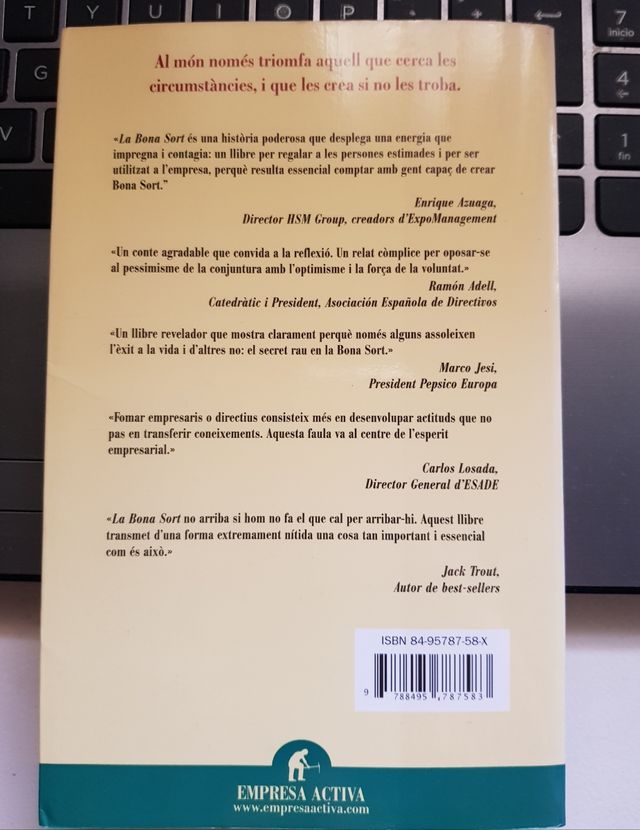 T Y U I O P
G
V
7
inicio
4
←
1
fin
Al món només triomfa aquell que cerca les
circumstàncies, i que les crea si no les troba.
«La Bona Sort és una història poderosa que desplega una energia que
impregna i contagia: un llibre per regalar a les persones estimades i per ser
utilitzat a l'empresa, perquè resulta essencial comptar amb gent capaç de crear
Bona Sort.”
Enrique Azuaga,
Director HSM Group, creadors d'ExpoManagement
«Un conte agradable que convida a la reflexió. Un relat còmplice per oposar-se
al pessimisme de la conjuntura amb l'optimisme i la força de la voluntat.»
Ramón Adell,
Catedràtic i President, Asociación Española de Directivos
«Un llibre revelador que mostra clarament perquè només alguns assoleixen
l'èxit a la vida i d'altres no: el secret rau en la Bona Sort.»
Marco Jesi,
President Pepsico Europa
«Fomar empresaris o directius consisteix més en desenvolupar actituds que no
pas en transferir coneixements. Aquesta faula va al centre de l'esperit
empresarial.»
Carlos Losada,
Director General d'ESADE
«La Bona Sort no arriba si hom no fa el que cal per arribar-hi. Aquest llibre
transmet d'una forma extremament nítida una cosa tan important i essencial
com és això.»
Jack Trout,
Autor de best-sellers
ISBN 84-95787-58-X
9 788495 787583
EMPRESA ACTIVA
www.empresaactiva.com